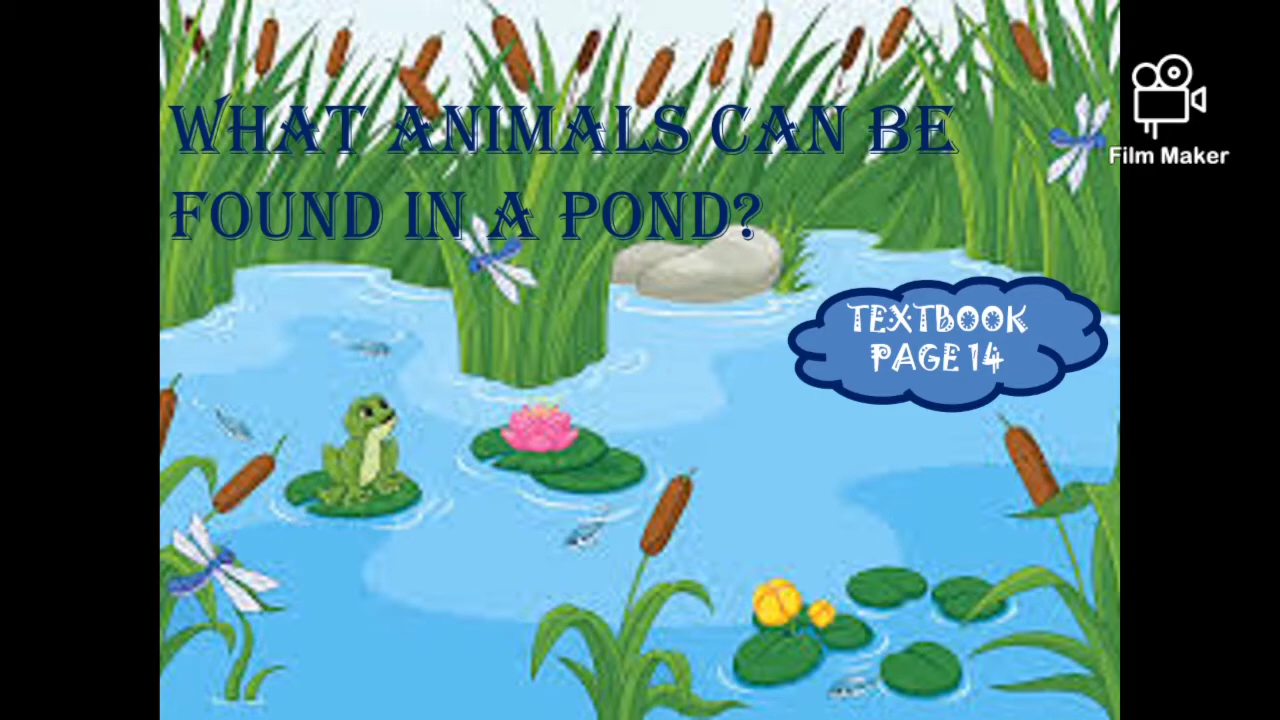 WHAT ANIMALS CAN BE
FOUND IN A POND?
TEXTBOOK
PAGE 14
Film Maker